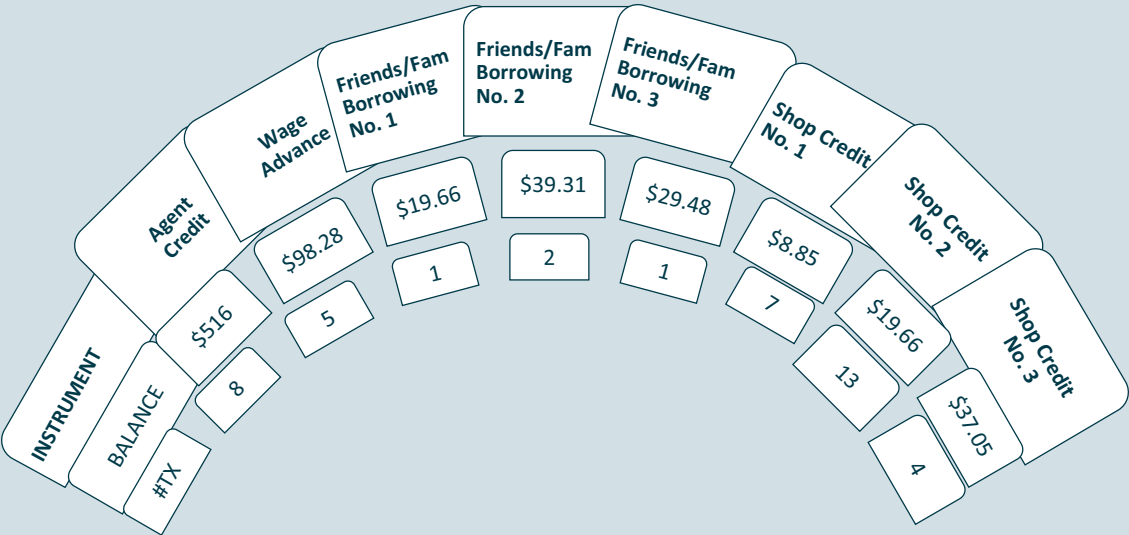 INSTRUMENT
BALANCE
#TX
Agent
Credit
$516
8
Wage
Advance
$98.28
5
Friends/Fam
Borrowing
No. 1
$19.66
1
Friends/Fam
Borrowing
No. 2
$39.31
2
Friends/Fam
Borrowing
No. 3
$29.48
1
Shop Credit
No. 1
$8.85
7
Shop Credit
No. 2
$19.66
13
Shop Credit
No. 3
$37.05
4